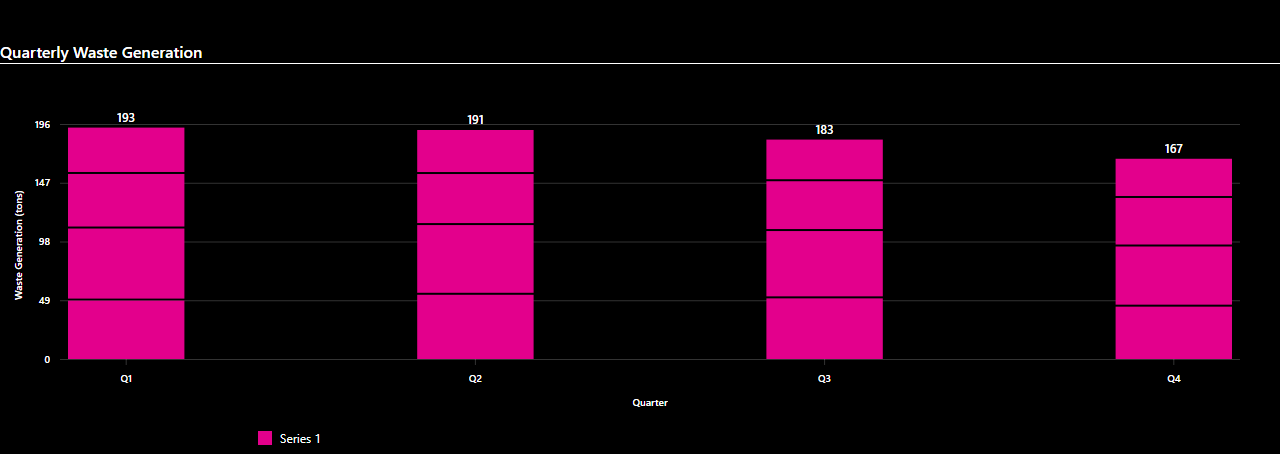 Quarterly Waste Generation
193
191
183
167
196
147
98
49
0
Waste Generation (tons)
Q1
Q2
Q3
Q4
Quarter
Series 1